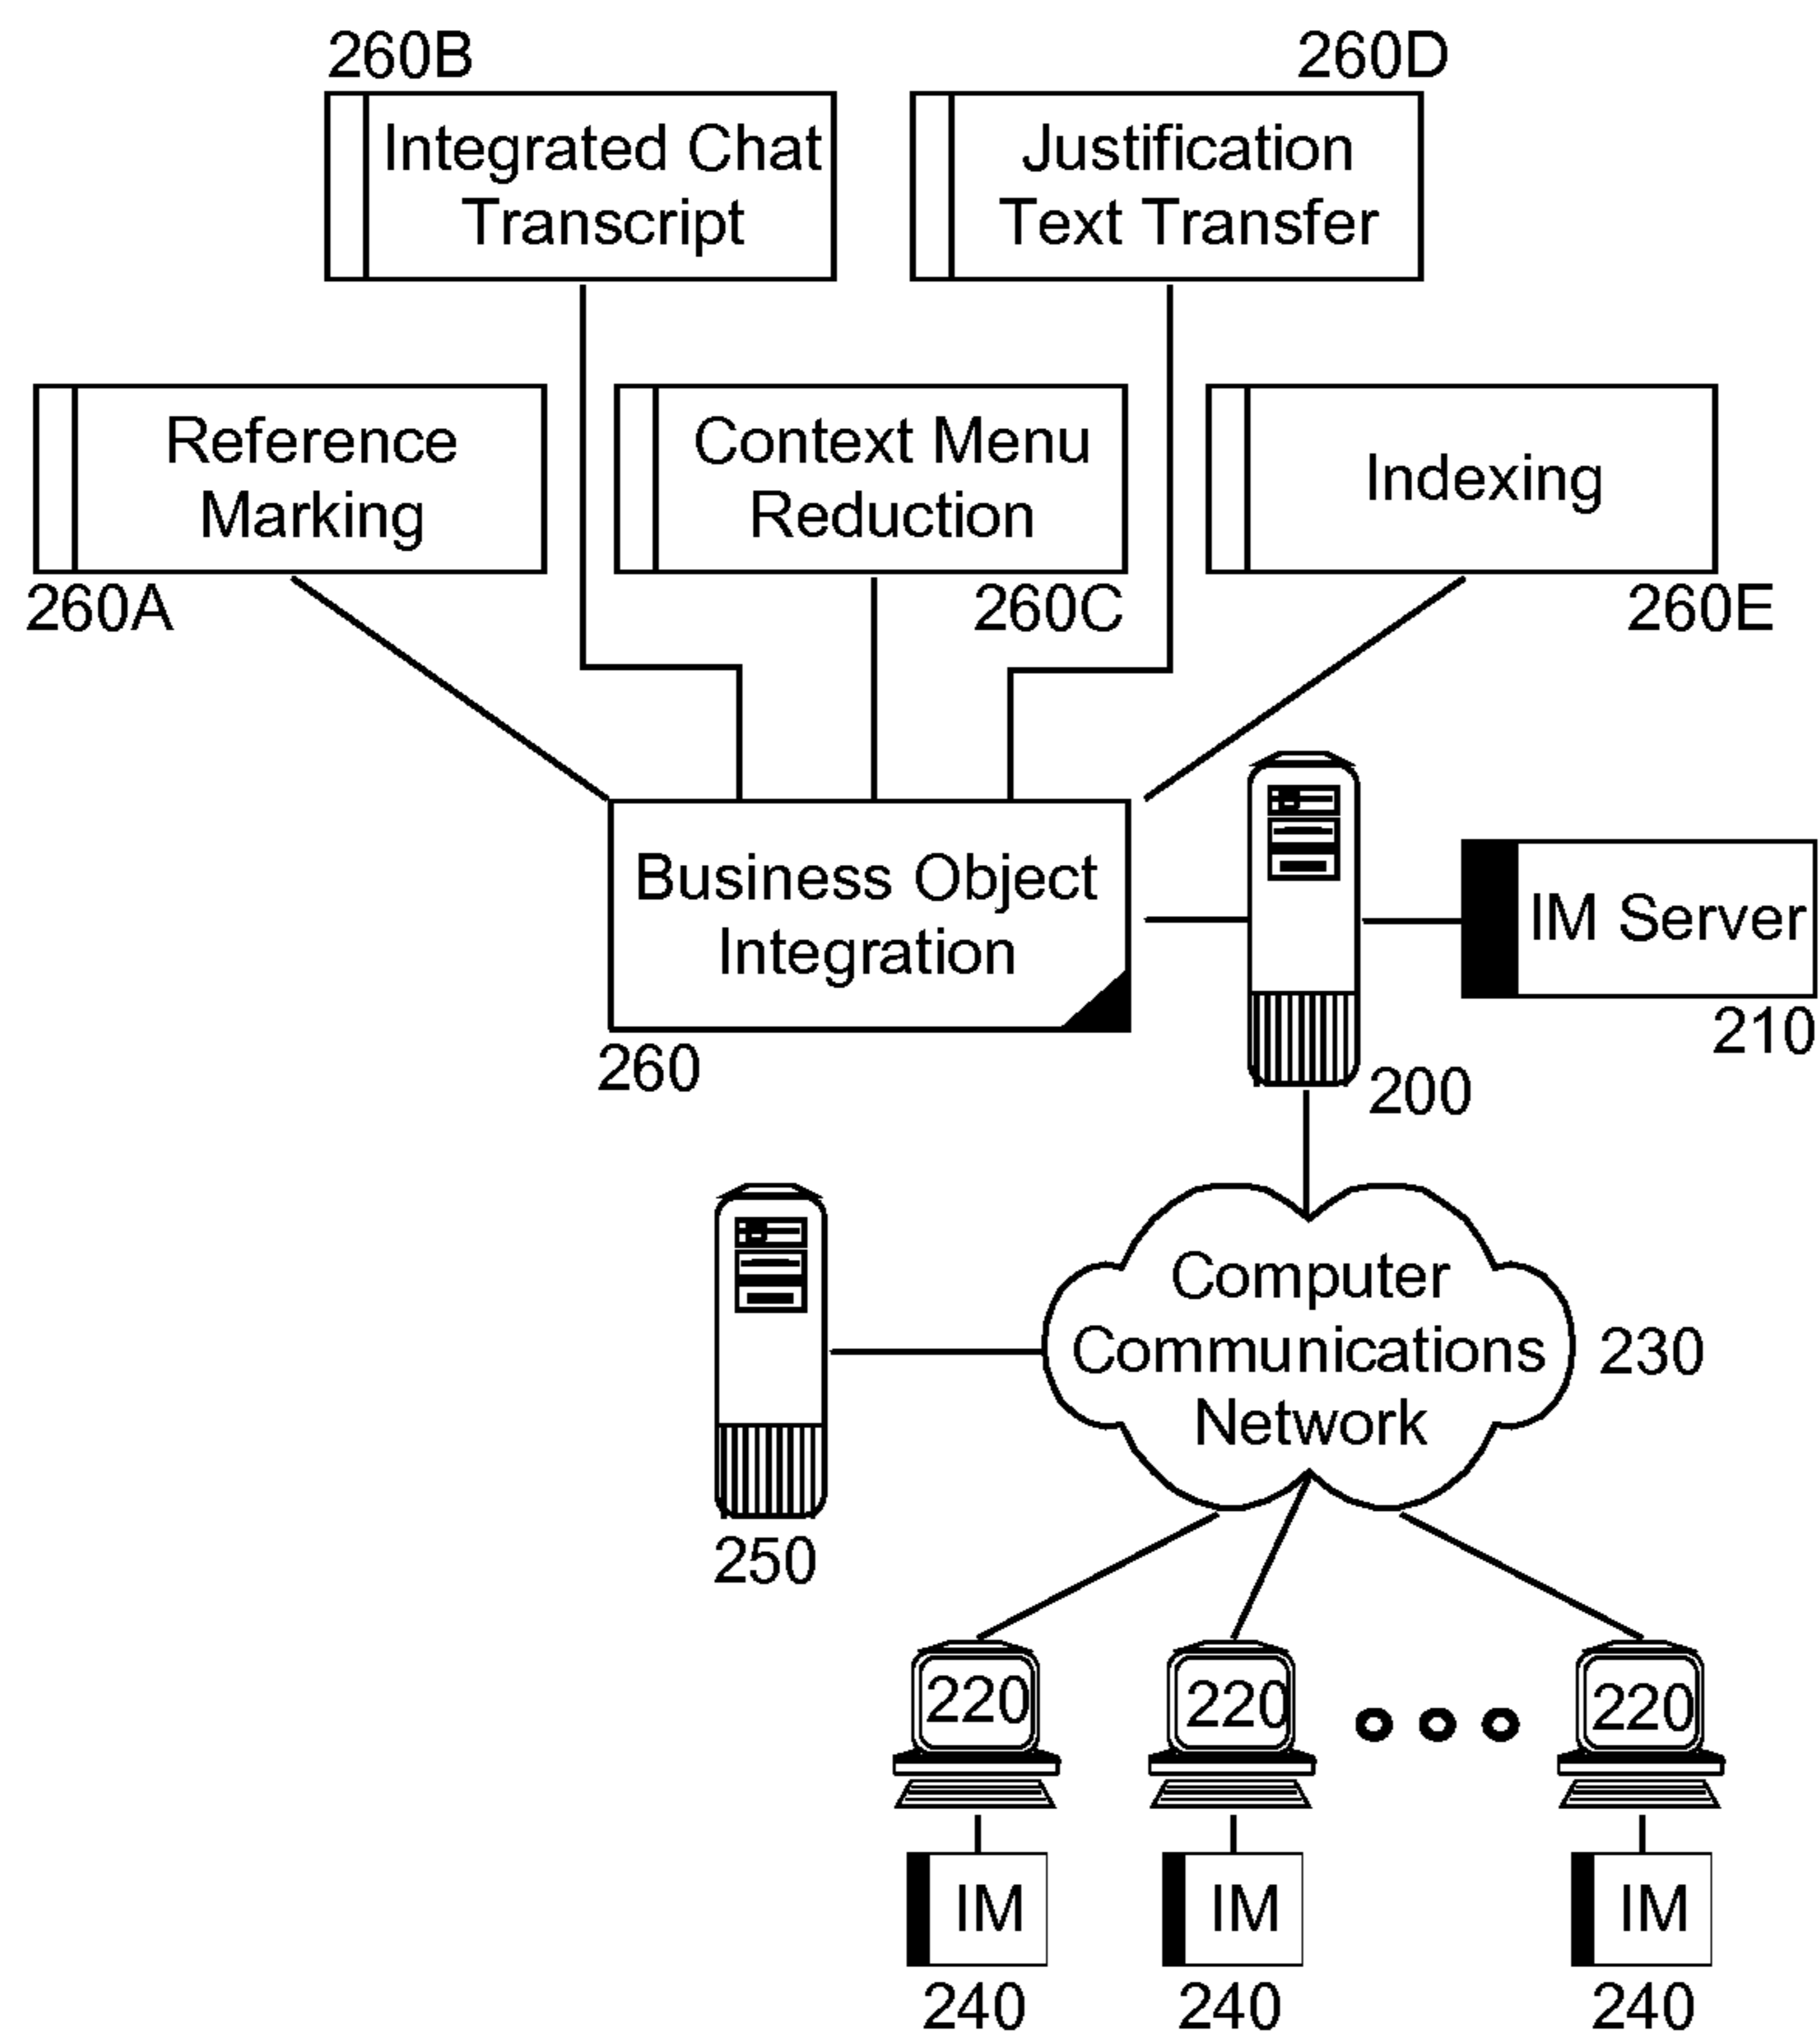 260B
260D
Integrated Chat
Transcript
Justification
Text Transfer
Reference
Marking
Context Menu
Reduction
Indexing
260A
260C
260E
Business Object
Integration
IM Server
260
210
200
Computer
Communications
Network
230
250
220
220
220
IM
IM
IM
240
240
240